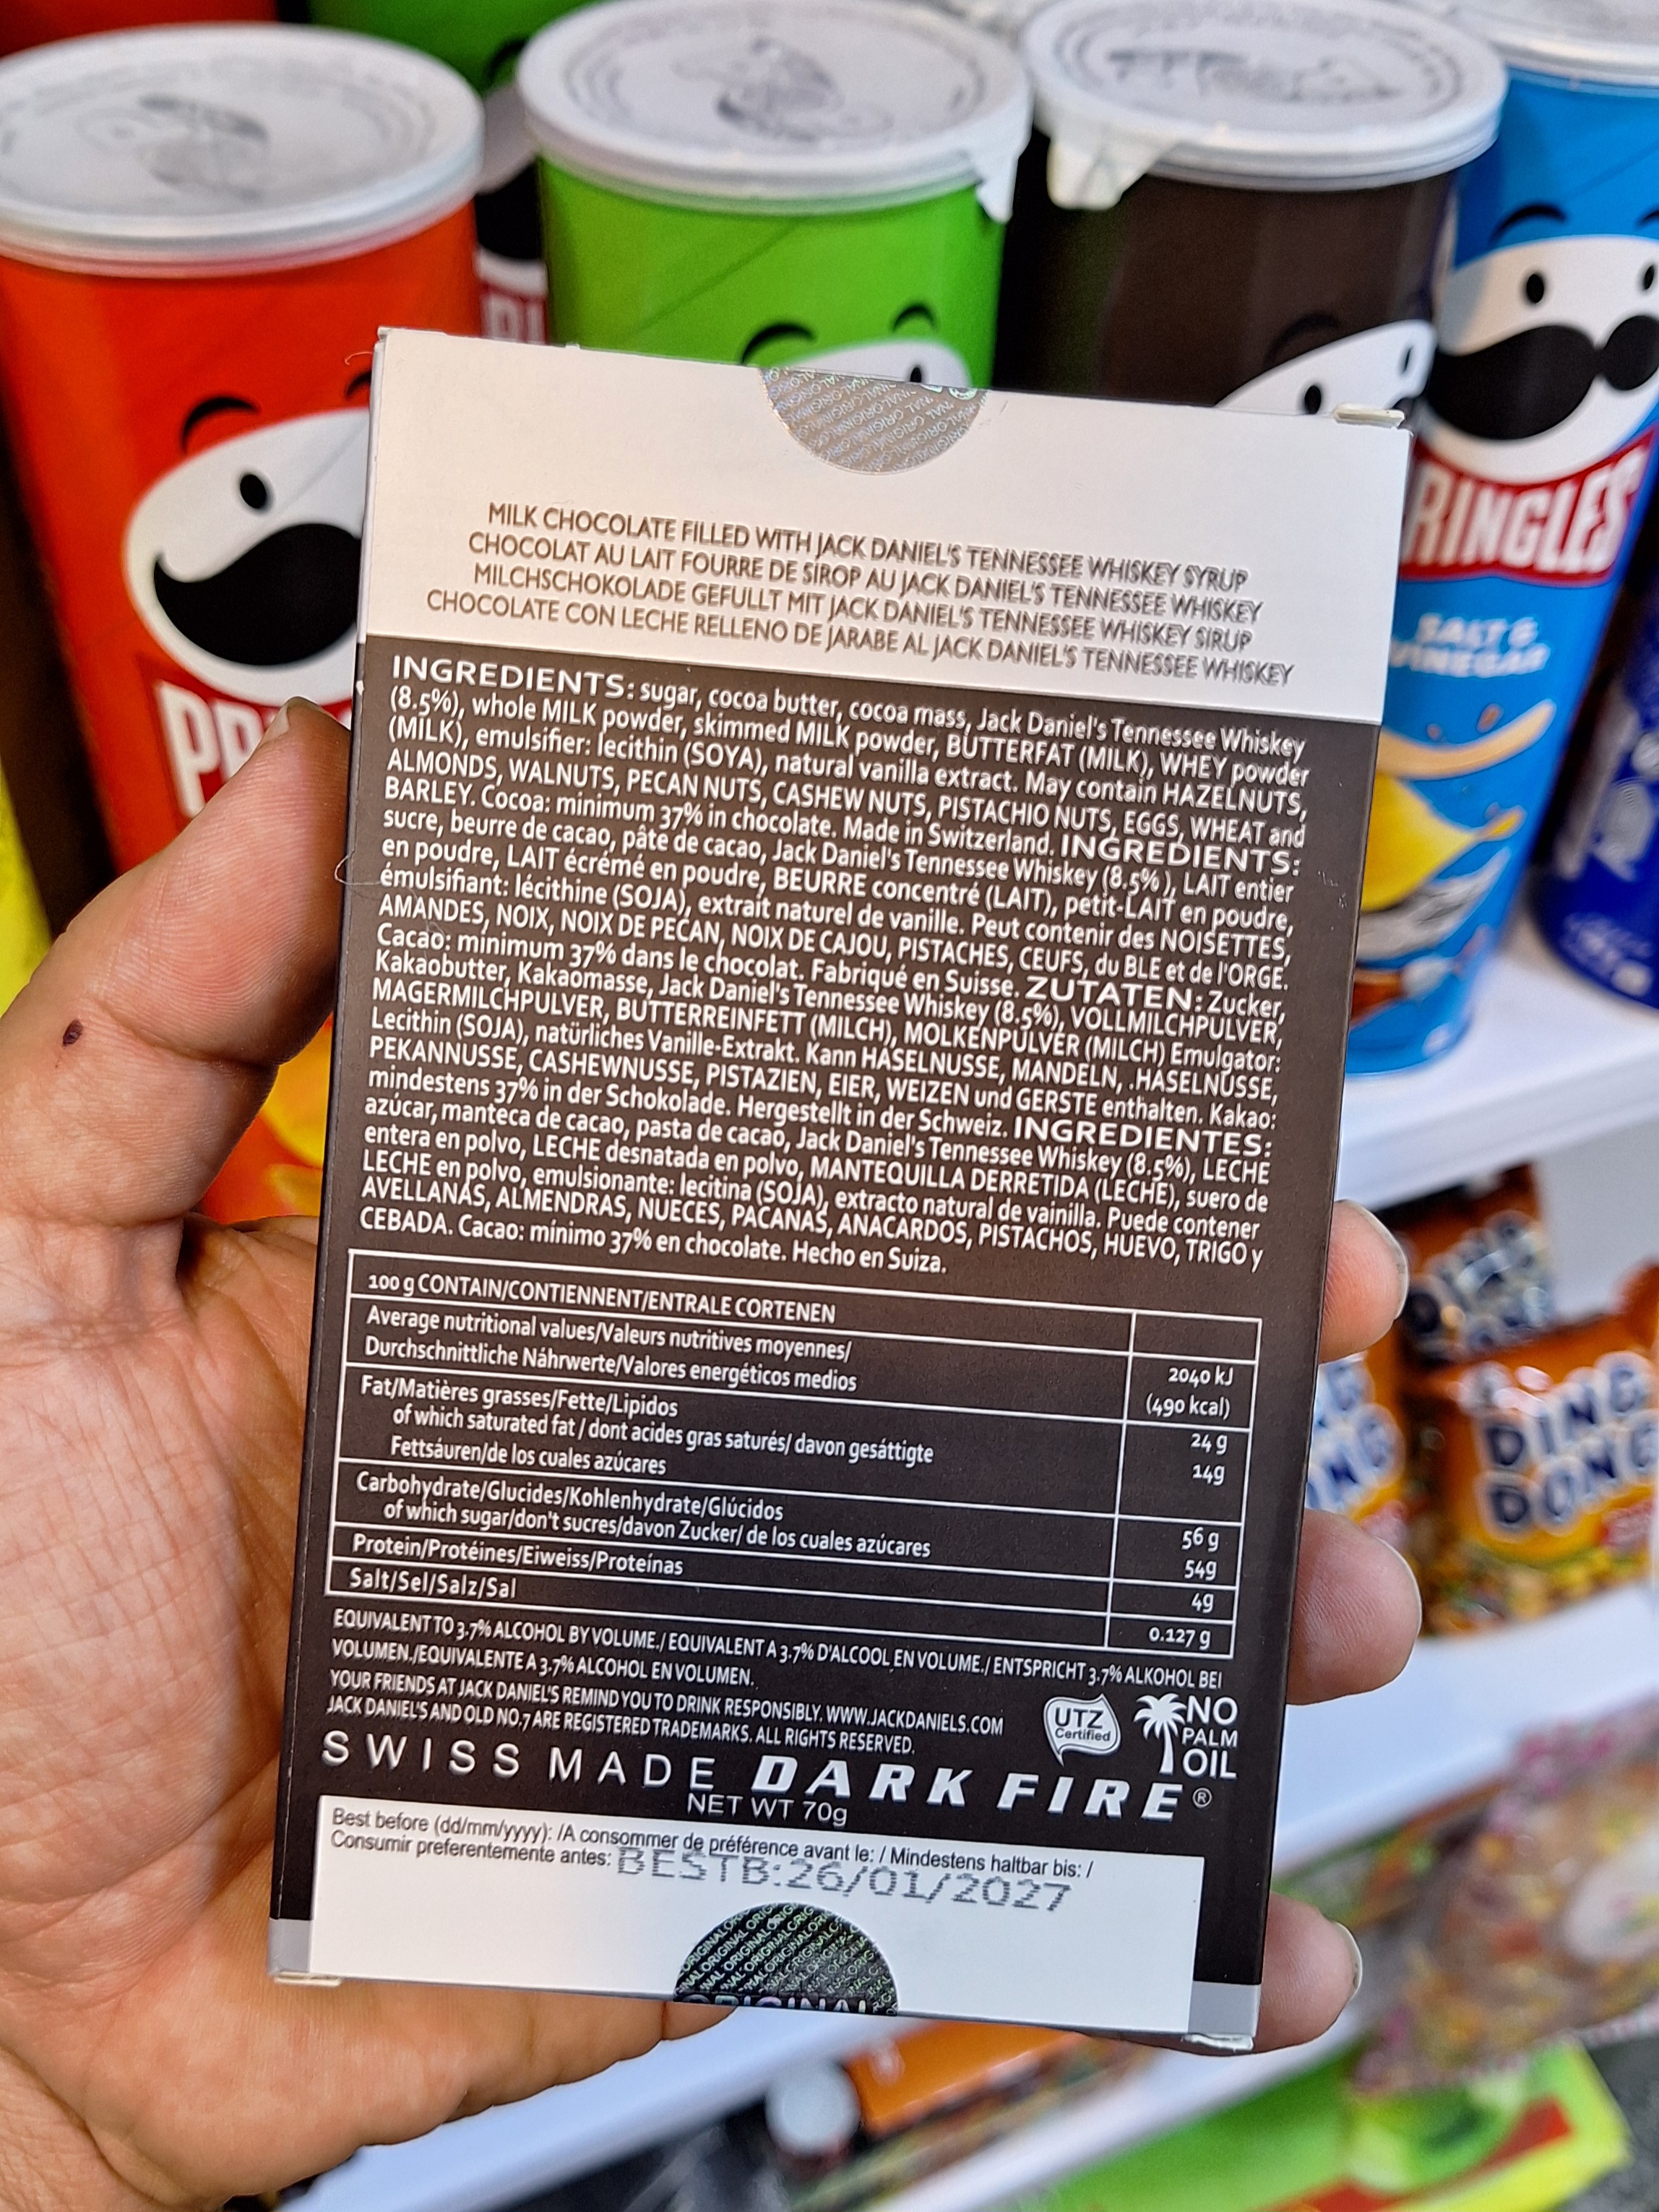 MILK CHOCOLATE FILLED WITH JACK DANIEL'S TENNESSEE WHISKEY SYRUP
CHOCOLAT AU LAIT FOURRE DE SIROP AU JACK DANIEL'S TENNESSEE WHISKEY
MILCHSCHOKOLADE GEFULLT MIT JACK DANIEL'S TENNESSEE WHISKEY SIRUP
CHOCOLATE CON LECHE RELLENO DE JARABE AL JACK DANIEL'S TENNESSEE WHISKEY
INGREDIENTS: sugar, cocoa butter, cocoa mass, Jack Daniel's Tennessee Whiskey
(8.5%), whole MILK powder, skimmed MILK powder, BUTTERFAT (MILK), WHEY powder
(MILK), emulsifier: lecithin (SOYA), natural vanilla extract. May contain HAZELNUTS,
ALMONDS, WALNUTS, PECAN NUTS, CASHEW NUTS, PISTACHIO NUTS, EGGS, WHEAT and
BARLEY. Cocoa: minimum 37% in chocolate. Made in Switzerland. INGREDIENTS:
sucre, beurre de cacao, pâte de cacao, Jack Daniel's Tennessee Whiskey (8.5%), LAIT entier
en poudre, LAIT écrémé en poudre, BEURRE concentré (LAIT), petit-LAIT en poudre,
émulsifiant: lécithine (SOJA), extrait naturel de vanille. Peut contenir des NOISETTES,
AMANDES, NOIX, NOIX DE PECAN, NOIX DE CAJOU, PISTACHES, CEUFS, du BLE et de l'ORGE.
Cacao: minimum 37% dans le chocolat. Fabriqué en Suisse. ZUTATEN: Zucker,
Kakaobutter, Kakaomasse, Jack Daniel's Tennessee Whiskey (8.5%), VOLLMILCHPULVER,
MAGERMILCHPULVER, BUTTERREINFETT (MILCH), MOLKENPULVER (MILCH) Emulgator:
Lecithin (SOJA), natürliches Vanille-Extrakt. Kann HASELNUSSE, MANDELN, .HASELNÜSSE,
PEKANNUSSE, CASHEWNUSSE, PISTAZIEN, EIER, WEIZEN und GERSTE enthalten. Kakao:
mindestens 37% in der Schokolade. Hergestellt in der Schweiz. INGREDIENTES:
azúcar, manteca de cacao, pasta de cacao, Jack Daniel's Tennessee Whiskey (8.5%), LECHE
entera en polvo, LECHE desnatada en polvo, MANTEQUILLA DERRETIDA (LECHE), suero de
LECHE en polvo, emulsionante: lecitina (SOJA), extracto natural de vainilla. Puede contener
AVELLANAS, ALMENDRAS, NUECES, PACANAS, ANACARDOS, PISTACHOS, HUEVO, TRIGO y
CEBADA. Cacao: mínimo 37% en chocolate. Hecho en Suiza.
100 g CONTAIN/CONTIENNENT/ENTRALE CORTENEN
Average nutritional values/Valeurs nutritives moyennes/
Durchschnittliche Náhrwerte/Valores energéticos medios
2040 kJ
(490 kcal)
Fat/Matières grasses/Fette/Lipidos
24 g
of which saturated fat / dont acides gras saturés/ davon gesáttigte
14g
Fettsáuren/de los cuales azúcares
Carbohydrate/Glucides/Kohlenhydrate/Glúcidos
56 g
of which sugar/don't sucres/davon Zucker/ de los cuales azúcares
54g
Protein/Protéines/Eiweiss/Proteínas
4g
Salt/Sel/Salz/Sal
0.127 g
EQUIVALENT TO 3.7% ALCOHOL BY VOLUME./ EQUIVALENT A 3.7% D'ALCOOL EN VOLUME./ ENTSPRICHT 3.7% ALKOHOL BEI
VOLUMEN./EQUIVALENTE A 3.7% ALCOHOL EN VOLUMEN.
YOUR FRIENDS AT JACK DANIEL'S REMIND YOU TO DRINK RESPONSIBLY. WWW.JACKDANIELS.COM
JACK DANIEL'S AND OLD NO.7 ARE REGISTERED TRADEMARKS. ALL RIGHTS RESERVED.
UTZ
Certified
NO
PALM
OIL
SWISS MADE DARK FIRE®
NET WT 70g
Best before (dd/mm/yyyy): /A consommer de préférence avant le: / Mindestens haltbar bis: /
Consumir preferentemente antes: BESTB:26/01/2027
ORIGINAL
RINGLES
SALT &
VINEGAR
PR
DING
DONG